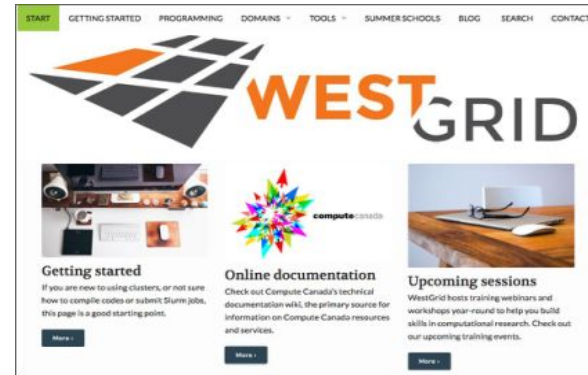 START GETTING STARTED PROGRAMMING DOMAINS TOOLS SUMMER SCHOOLS BLOG SEARCH CONTACT
WESTGRID
computecanada
Getting started
If you are new to using clusters, or not sure
how to compile codes or submit Slurm jobs,
this page is a good starting point.
More ›
Online documentation
Check out Compute Canada's technical
documentation wiki, the primary source for
information on Compute Canada resources
and services.
More ›
Upcoming sessions
WestGrid hosts training webinars and
workshops year-round to help you build
skills in computational research. Check out
our upcoming training events.
More ›